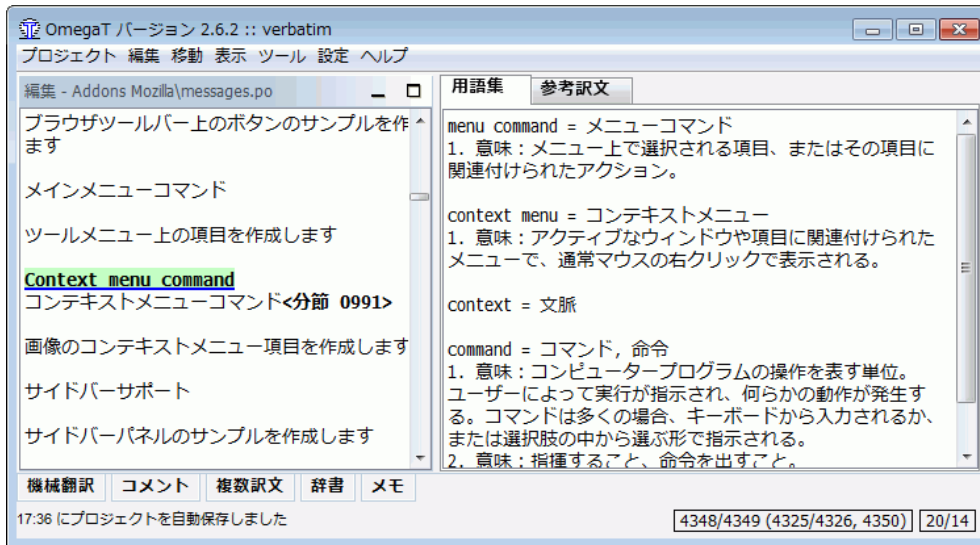 OmegaT バージョン 2.6.2 :: verbatim
プロジェクト 編集 移動 表示 ツール 設定 ヘルプ
編集 - Addons Mozilla\messages.po
ブラウザツールバー上のボタンのサンプルを作
ます
メインメニューコマンド
ツールメニュー上の項目を作成します
Context menu command
コンテキストメニューコマンド<分節 0991>
画像のコンテキストメニュー項目を作成します
サイドバーサポート
サイドバーパネルのサンプルを作成します
用語集
参考訳文
menu command = メニューコマンド
1. 意味：メニュー上で選択される項目、またはその項目に
関連付けられたアクション。
context menu = コンテキストメニュー
1. 意味：アクティブなウィンドウや項目に関連付けられた
メニューで、通常マウスの右クリックで表示される。
context = 文脈
command = コマンド, 命令
1. 意味：コンピュータープログラムの操作を表す単位。
ユーザーによって実行が指示され、何らかの動作が発生す
る。コマンドは多くの場合、キーボードから入力されるか、
または選択肢の中から選ぶ形で指示される。
2. 意味：指揮すること、命令を出すこと。
機械翻訳 コメント 複数訳文 辞書 メモ
17:36 にプロジェクトを自動保存しました
4348/4349 (4325/4326, 4350) 20/14